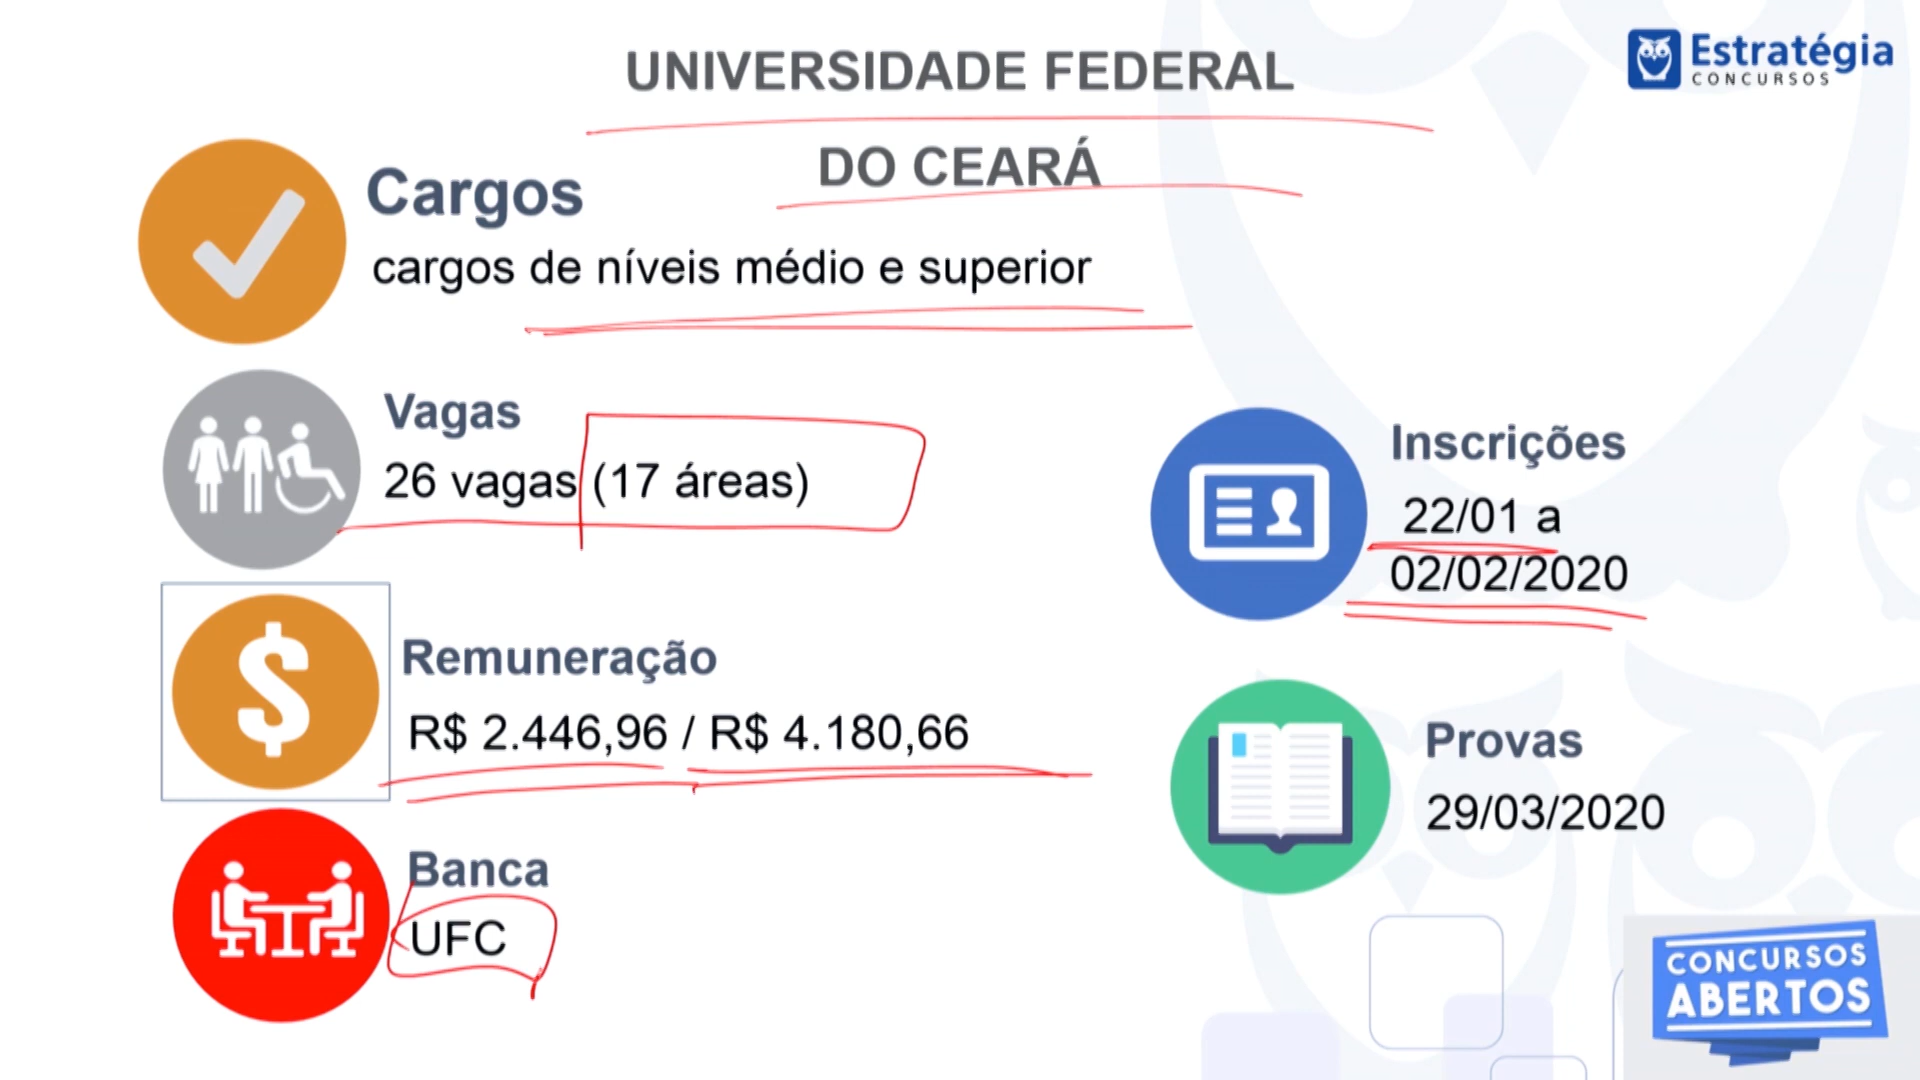 UNIVERSIDADE FEDERAL
DO CEARÁ
Estratégia
CONCURSOS
Cargos
cargos de níveis médio e superior
Vagas
26 vagas (17 áreas)
Remuneração
R$ 2.446,96 / R$ 4.180,66
Banca
UFC
Inscrições
22/01 a
02/02/2020
Provas
29/03/2020
CONCURSOS
ABERTOS